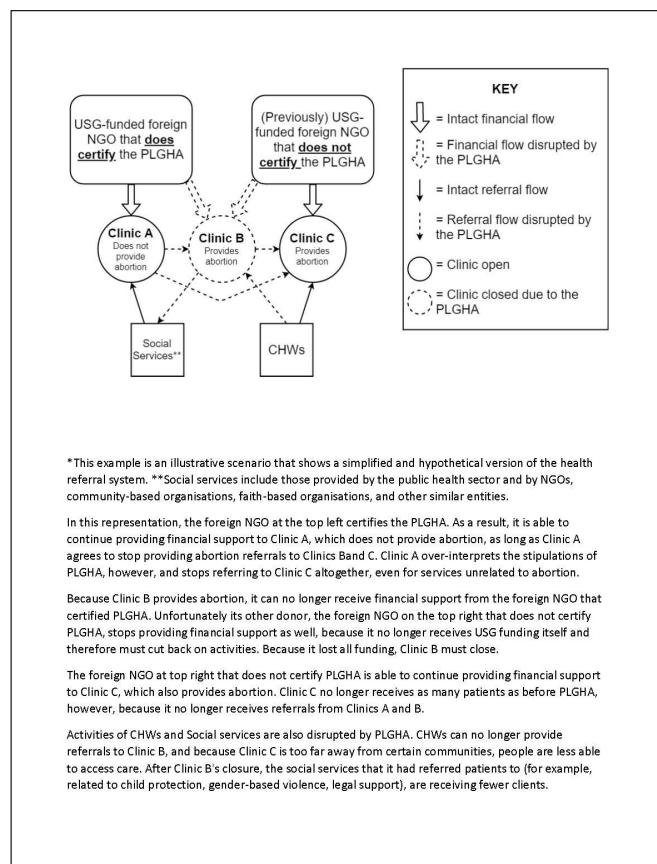 USG-funded foreign
NGO that does
certify the PLGHA
(Previously) USG-
funded foreign NGO
that does not
certify the PLGHA
Clinic A
Does not
provide
abortion
Clinic B
Provides
abortion
Clinic C
Provides
abortion
Social
Services**
CHWs
KEY
= Intact financial flow
= Financial flow disrupted by
the PLGHA
= Intact referral flow
= Referral flow disrupted by
the PLGHA
= Clinic open
= Clinic closed due to the
PLGHA
*This example is an illustrative scenario that shows a simplified and hypothetical version of the health
referral system. **Social services include those provided by the public health sector and by NGOs,
community-based organisations, faith-based organisations, and other similar entities.
In this representation, the foreign NGO at the top left certifies the PLGHA. As a result, it is able to
continue providing financial support to Clinic A, which does not provide abortion, as long as Clinic A
agrees to stop providing abortion referrals to Clinics Band C. Clinic A over-interprets the stipulations of
PLGHA, however, and stops referring to Clinic C altogether, even for services unrelated to abortion.
Because Clinic B provides abortion, it can no longer receive financial support from the foreign NGO that
certified PLGHA. Unfortunately its other donor, the foreign NGO on the top right that does not certify
PLGHA, stops providing financial support as well, because it no longer receives USG funding itself and
therefore must cut back on activities. Because it lost all funding, Clinic B must close.
The foreign NGO at top right that does not certify PLGHA is able to continue providing financial support
to Clinic C, which also provides abortion. Clinic C no longer receives as many patients as before PLGHA,
however, because it no longer receives referrals from Clinics A and B.
Activities of CHWs and Social services are also disrupted by PLGHA. CHWs can no longer provide
referrals to Clinic B, and because Clinic C is too far away from certain communities, people are less able
to access care. After Clinic B's closure, the social services that it had referred patients to {for example,
related to child protection, gender-based violence, legal support}, are receiving fewer clients.